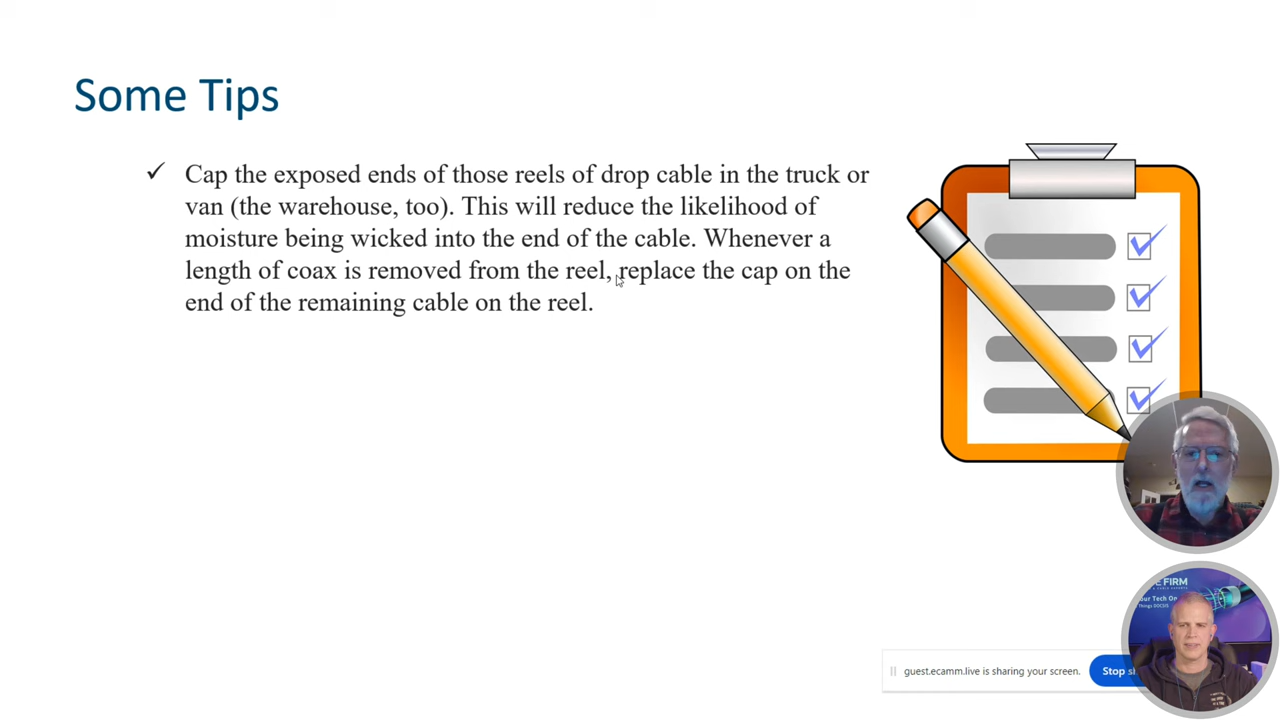 Some Tips
✓ Cap the exposed ends of those reels of drop cable in the truck or
van (the warehouse, too). This will reduce the likelihood of
moisture being wicked into the end of the cable. Whenever a
length of coax is removed from the reel, replace the cap on the
end of the remaining cable on the reel.
FIRM
Things DOCSIS
guest.ecamm.live is sharing your screen.
Stop